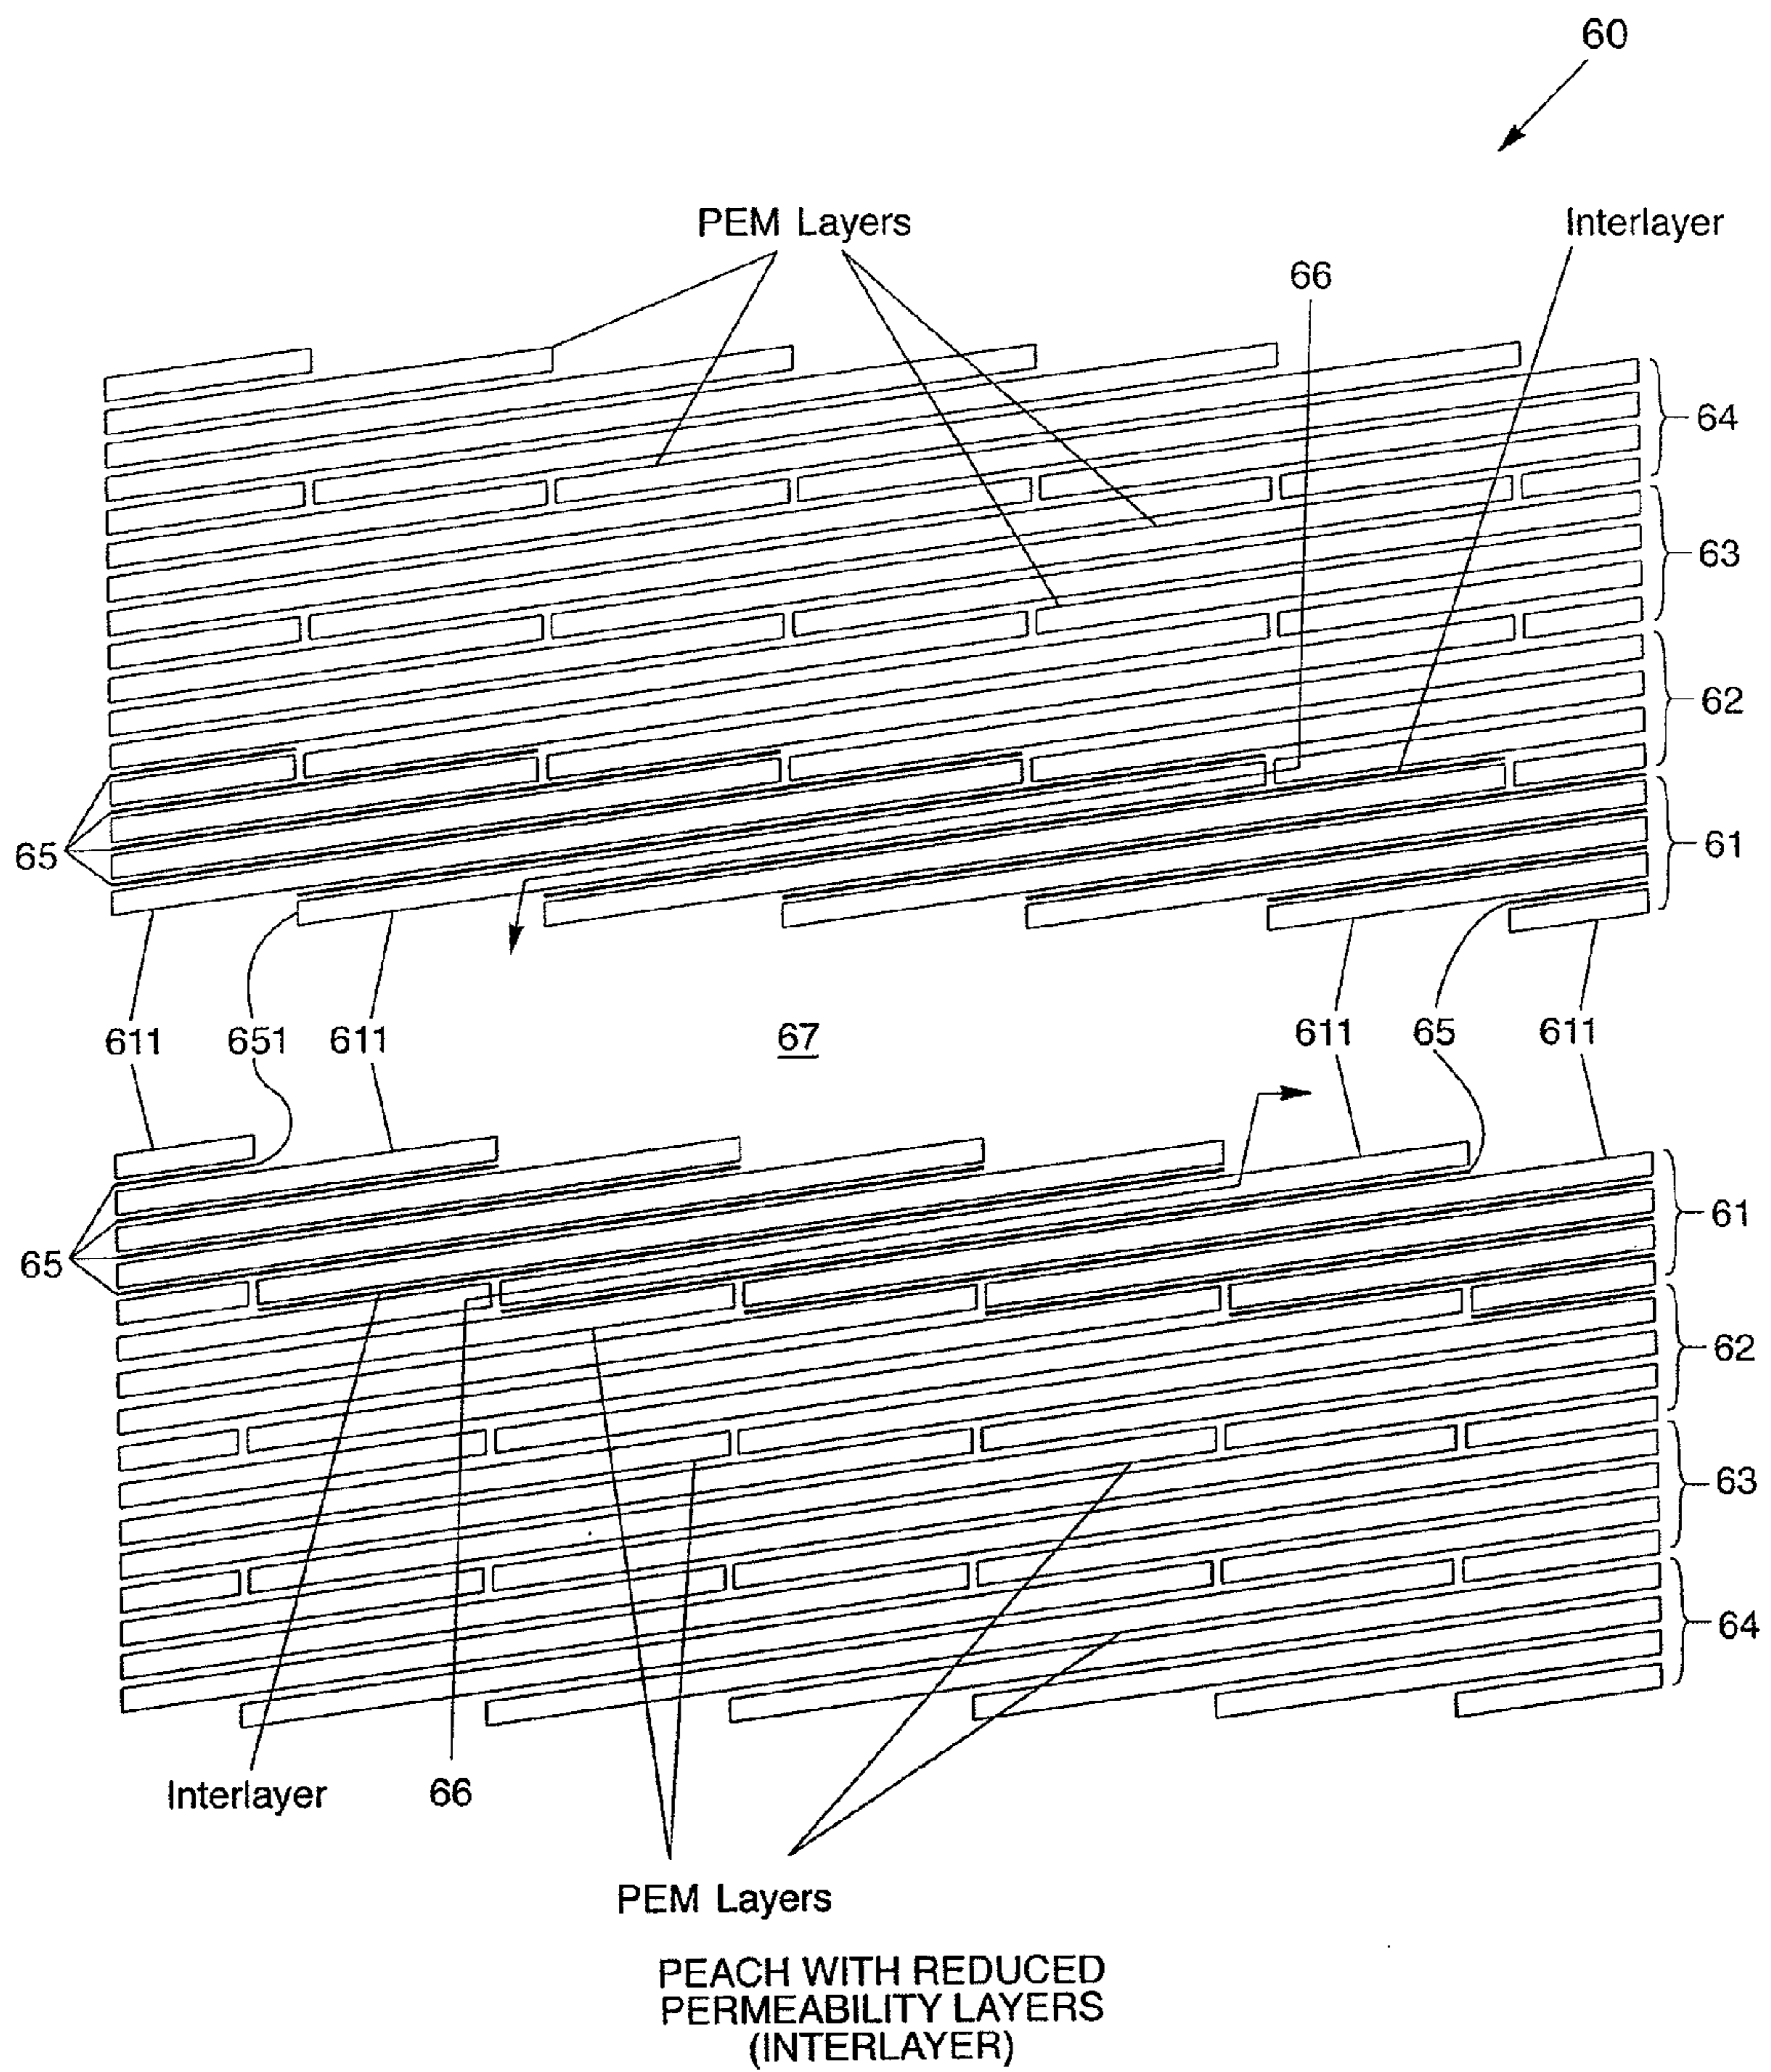 60
PEM Layers
Interlayer
66
64
63
62
65
61
611
651
611
67
611
65
611
65
61
62
63
64
Interlayer
66
PEM Layers
PEACH WITH REDUCED
PERMEABILITY LAYERS
(INTERLAYER)